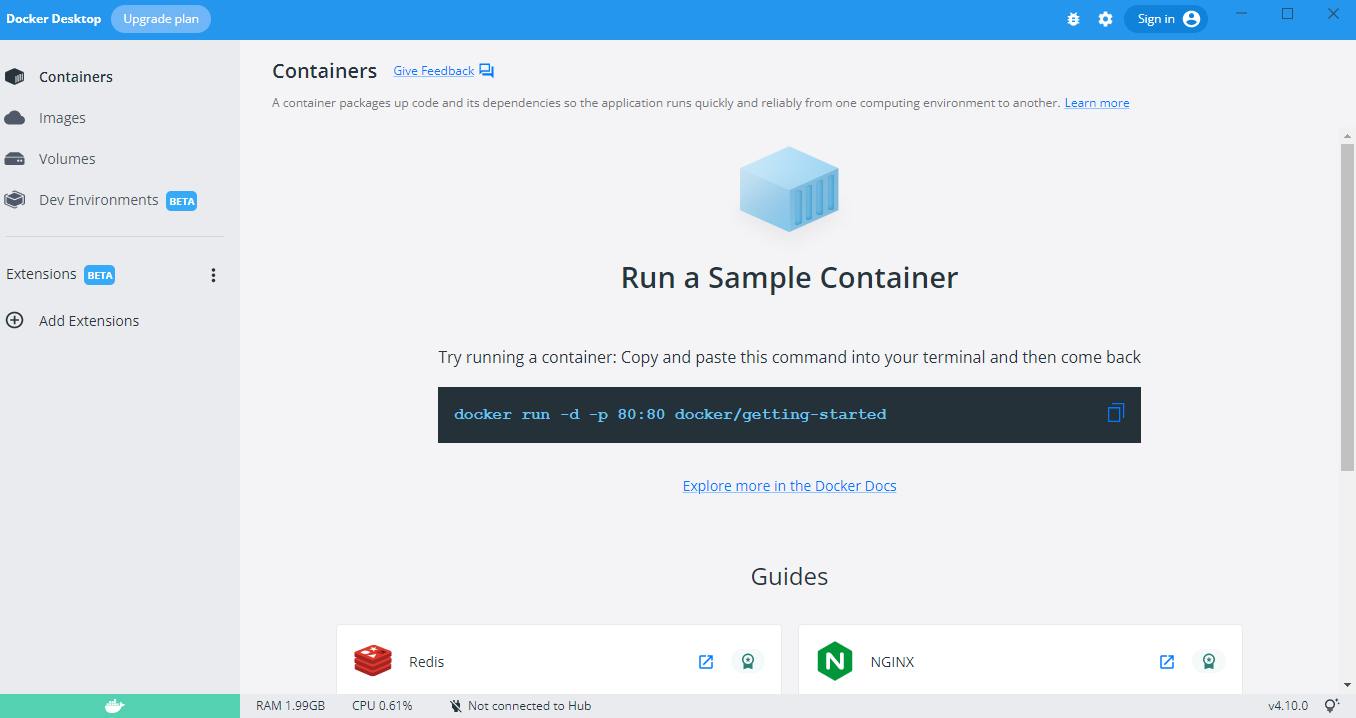 Docker Desktop Upgrade plan Sign in
Containers
Images
Volumes
Dev Environments BETA
Extensions BETA
Add Extensions
Containers Give Feedback
A container packages up code and its dependencies so the application runs quickly and reliably from one computing environment to another. Learn more
Run a Sample Container
Try running a container: Copy and paste this command into your terminal and then come back
docker run -d -p 80:80 docker/getting-started
Explore more in the Docker Docs
Guides
Redis
NGINX
RAM 1.99GB CPU 0.61% Not connected to Hub v4.10.0